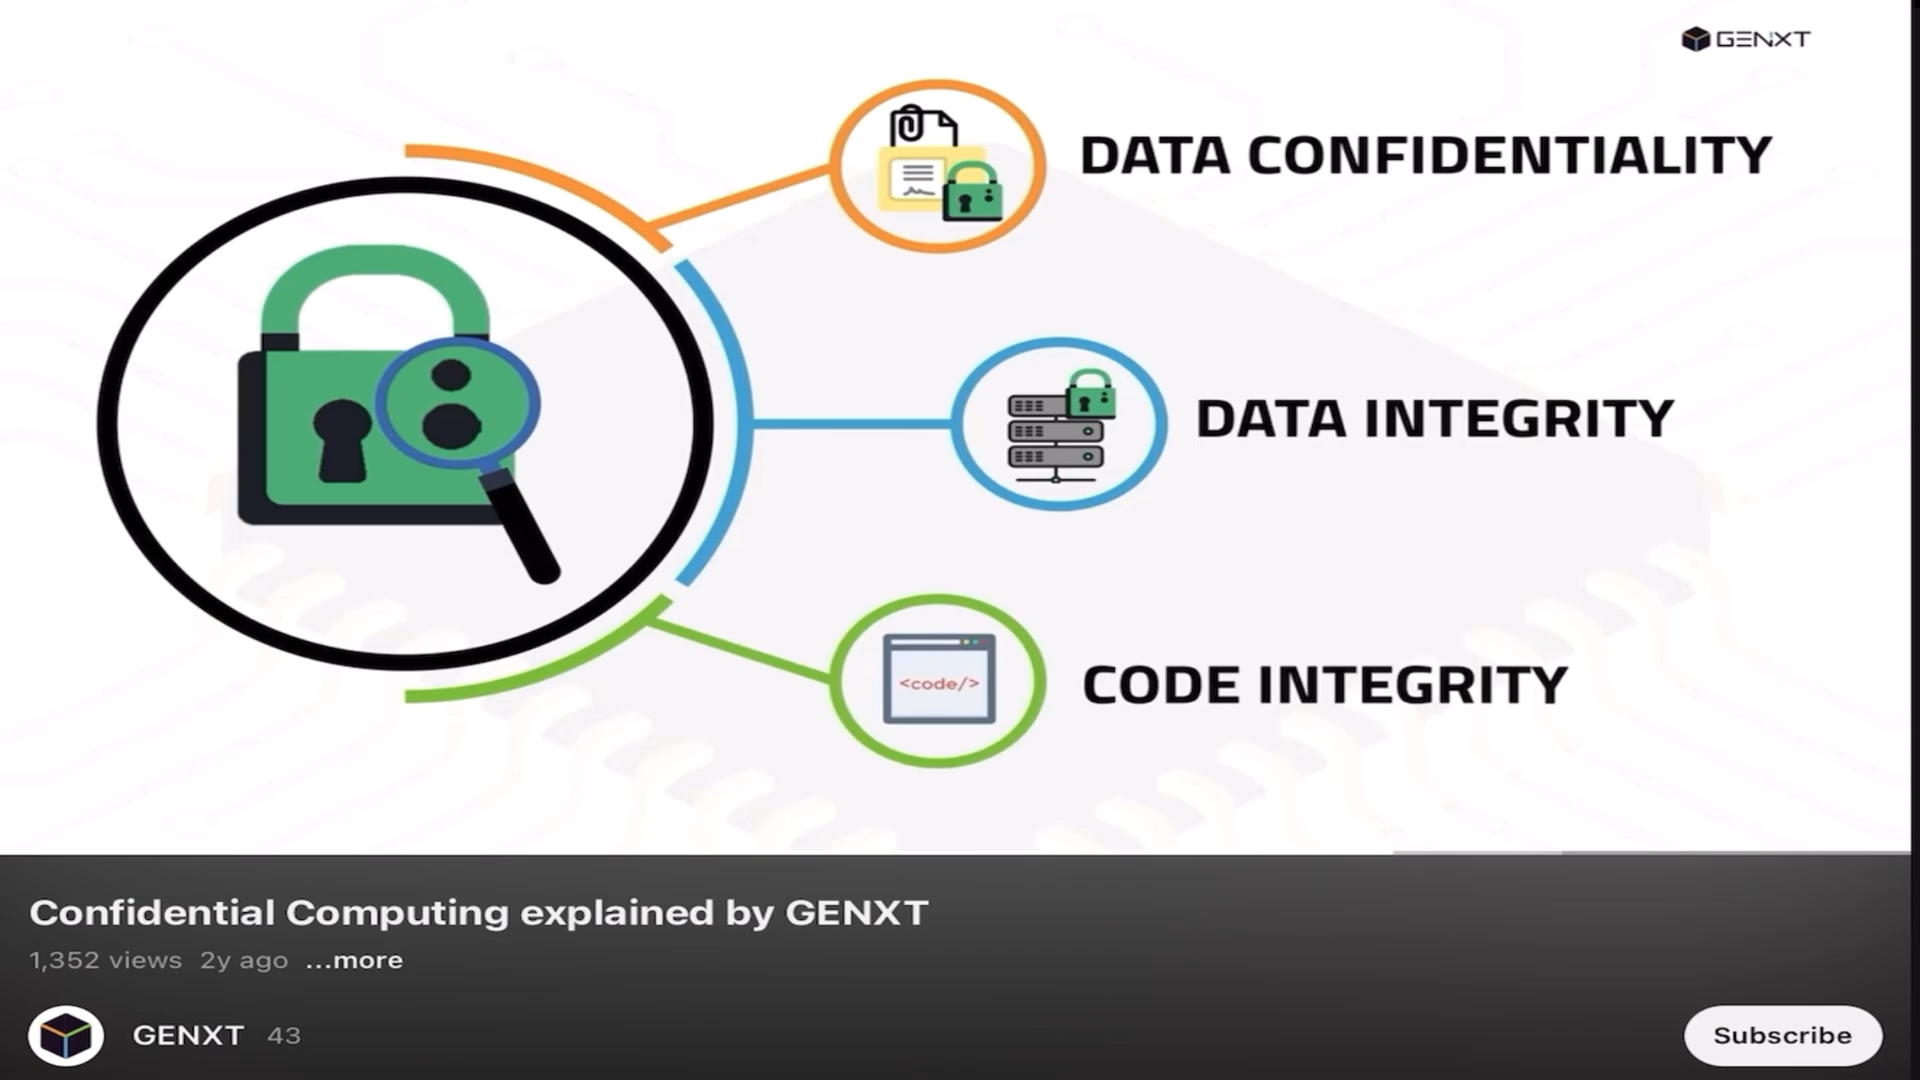 GENXT
DATA CONFIDENTIALITY
DATA INTEGRITY
<code/>
CODE INTEGRITY
Confidential Computing explained by GENXT
1,352 views 2y ago ...more
GENXT 43
Subscribe